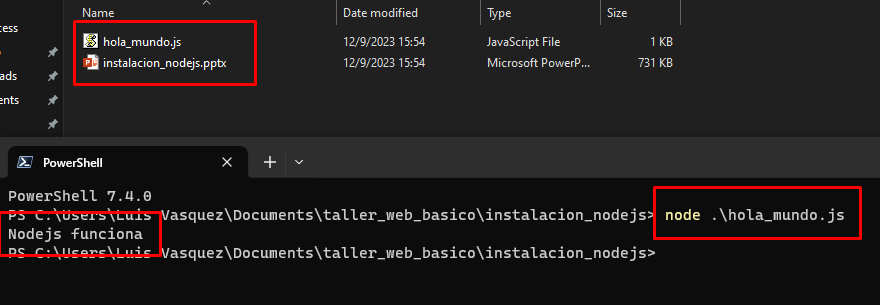 Name Date modified Type Size
cess
hola_mundo.js 12/9/2023 15:54 JavaScript File 1 KB
instalacion_nodejs.pptx 12/9/2023 15:54 Microsoft PowerP... 731 KB
ads
ents
PowerShell
PowerShell 7.4.0
PS C:\Users\Luis Vasquez\Documents\taller_web_basico\instalacion_nodejs> node .\hola_mundo.js
Nodejs funciona
PS C:\Users\Luis Vasquez\Documents\taller_web_basico\instalacion_nodejs>